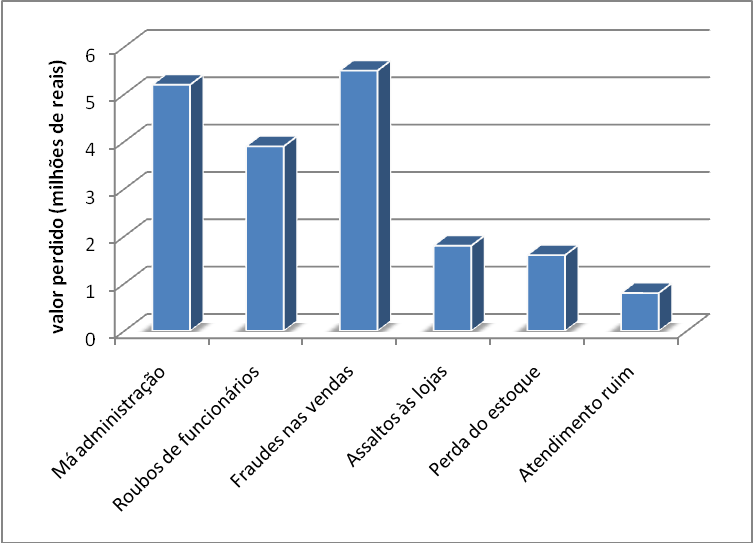 valor perdido (milhões de reais)
6
5
4
3
2
1
0
Má administração
Roubos de funcionários
Fraudes nas vendas
Assaltos às lojas
Perda do estoque
Atendimento ruim